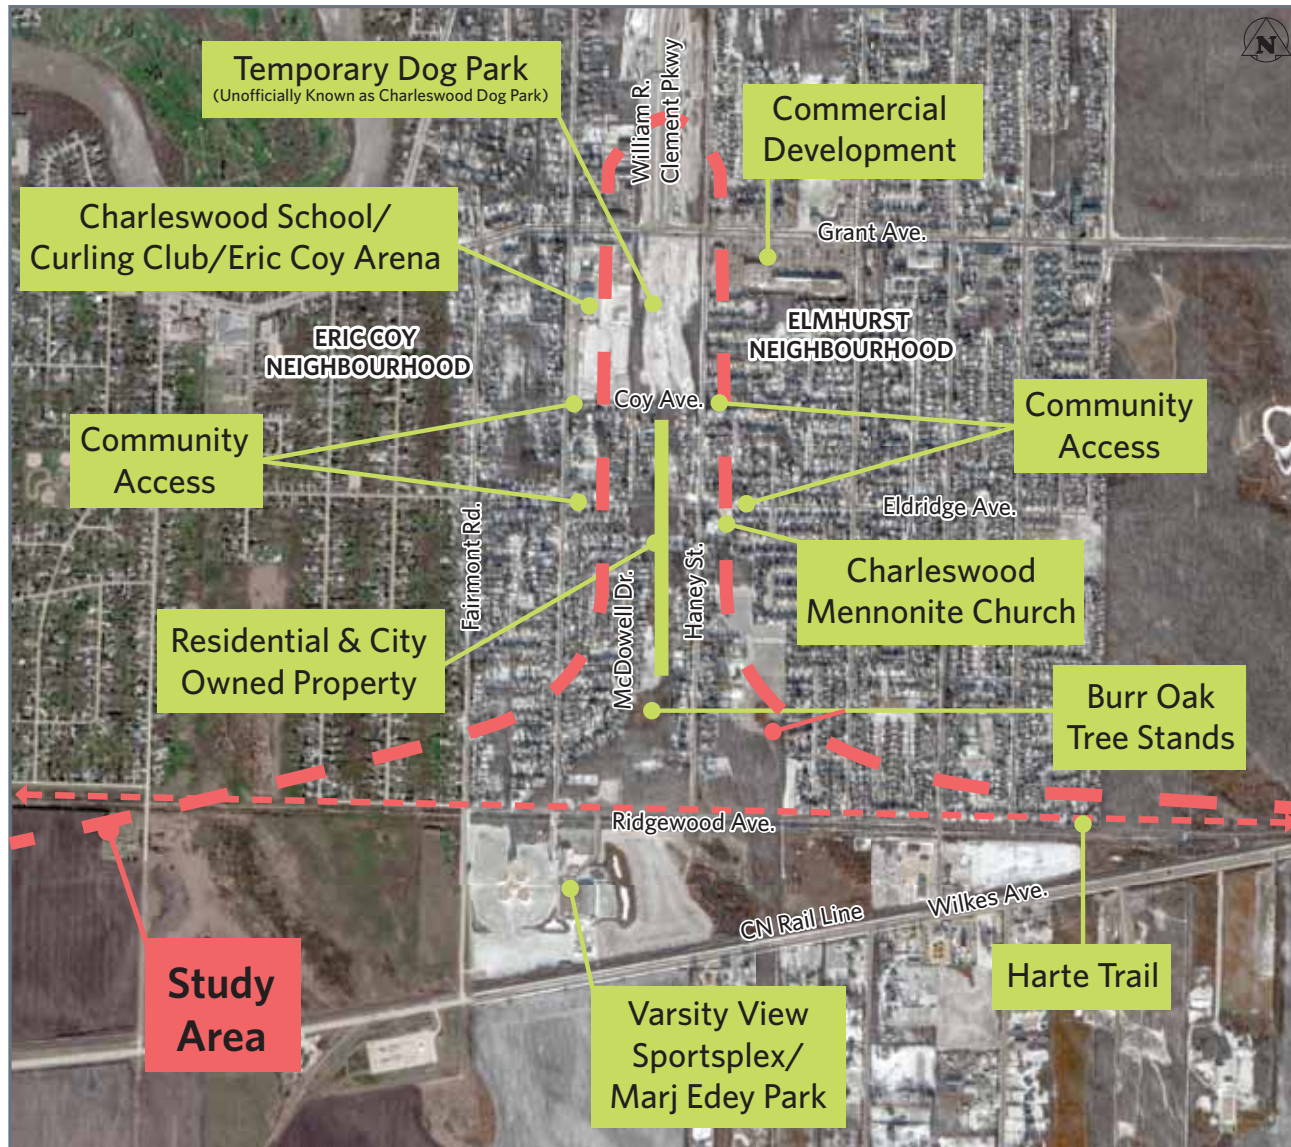 N
Temporary Dog Park
(Unofficially Known as Charleswood Dog Park)
William R.
Clement Pkwy
Commercial
Development
Charleswood School/
Curling Club/Eric Coy Arena
Grant Ave.
ERIC COY
NEIGHBOURHOOD
ELMHURST
NEIGHBOURHOOD
Coy Ave.
Community
Access
Community
Access
Eldridge Ave.
Fairmont Rd.
McDowell Dr.
Haney St.
Charleswood
Mennonite Church
Residential & City
Owned Property
Burr Oak
Tree Stands
Ridgewood Ave.
CN Rail Line
Wilkes Ave.
Study
Area
Harte Trail
Varsity View
Sportsplex/
Marj Edey Park